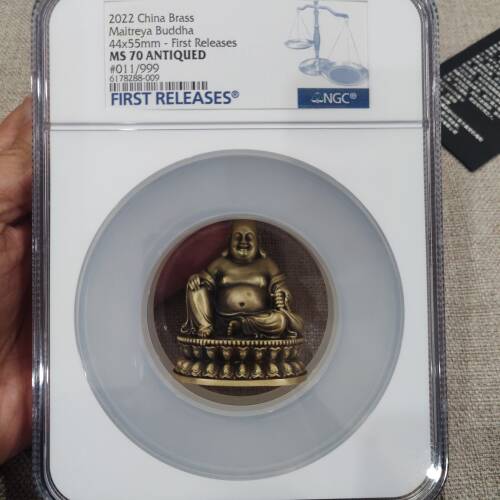 2022 China Brass
Maitreya Buddha
44x55mm - First Releases
MS 70 ANTIQUED
#011/999
6178288-009
FIRST RELEASES®
NGC®